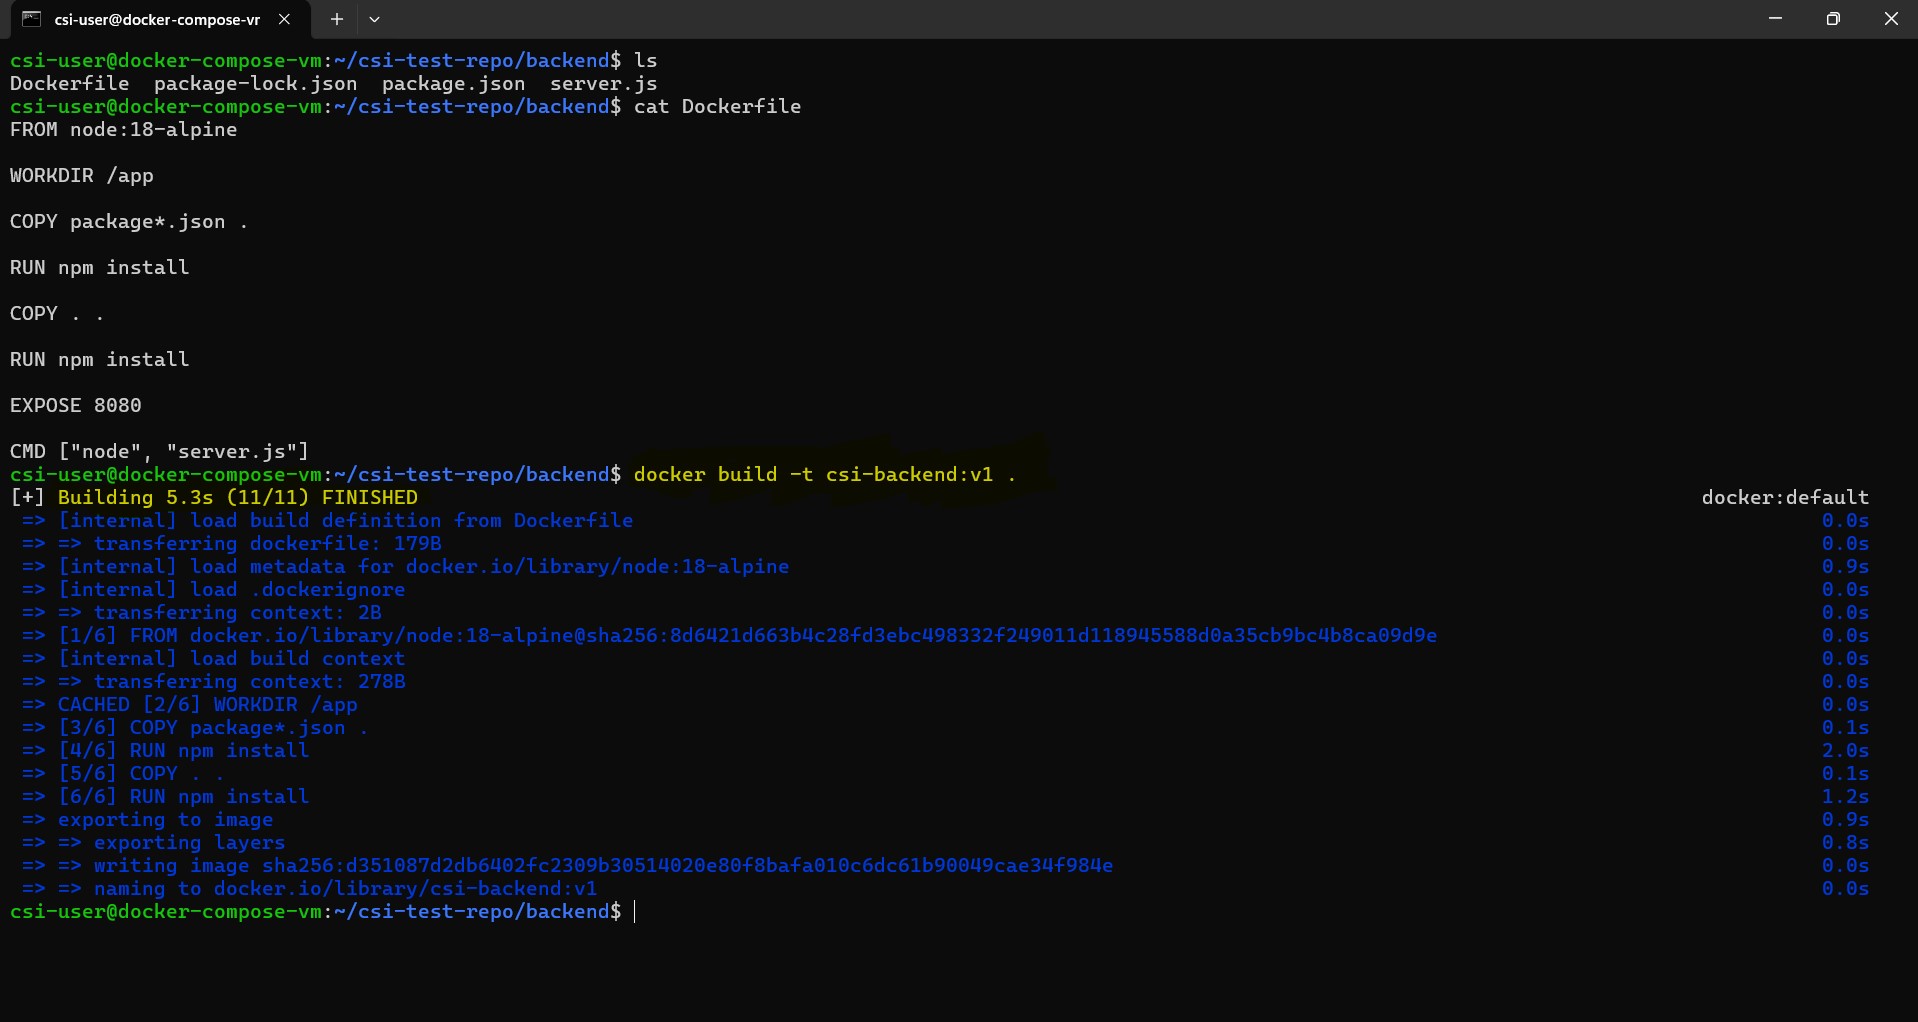 csi-user@docker-compose-vr
csi-user@docker-compose-vm:~/csi-test-repo/backend$ ls
Dockerfile  package-lock.json  package.json  server.js
csi-user@docker-compose-vm:~/csi-test-repo/backend$ cat Dockerfile
FROM node:18-alpine
WORKDIR /app
COPY package*.json .
RUN npm install
COPY . .
RUN npm install
EXPOSE 8080
CMD ["node", "server.js"]
csi-user@docker-compose-vm:~/csi-test-repo/backend$ docker build -t csi-backend:v1 .
[+] Building 5.3s (11/11) FINISHED docker:default
=> [internal] load build definition from Dockerfile 0.0s
=> => transferring dockerfile: 179B 0.0s
=> [internal] load metadata for docker.io/library/node:18-alpine 0.9s
=> [internal] load .dockerignore 0.0s
=> => transferring context: 2B 0.0s
=> [1/6] FROM docker.io/library/node:18-alpine@sha256:8d6421d663b4c28fd3ebc498332f249011d118945588d0a35cb9bc4b8ca09d9e 0.0s
=> [internal] load build context 0.0s
=> => transferring context: 278B 0.0s
=> CACHED [2/6] WORKDIR /app 0.0s
=> [3/6] COPY package*.json . 0.1s
=> [4/6] RUN npm install 2.0s
=> [5/6] COPY . . 0.1s
=> [6/6] RUN npm install 1.2s
=> exporting to image 0.9s
=> => exporting layers 0.8s
=> => writing image sha256:d351087d2db6402fc2309b30514020e80f8bafa010c6dc61b90049cae34f984e 0.0s
=> => naming to docker.io/library/csi-backend:v1 0.0s
csi-user@docker-compose-vm:~/csi-test-repo/backend$